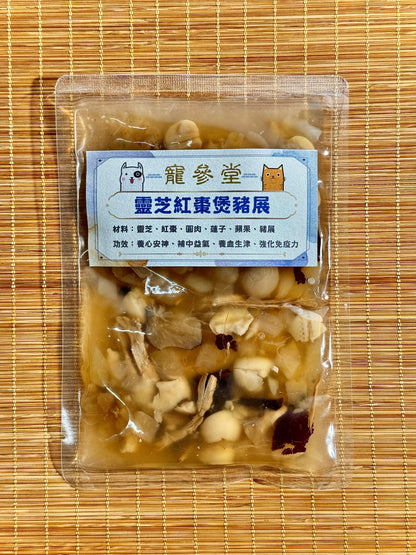 寵參堂
靈芝紅棗煲豬展
材料：靈芝、紅棗、圓肉、蓮子、蘋果、豬展
功效：養心安神、補中益氣、養血生津、強化免疫力